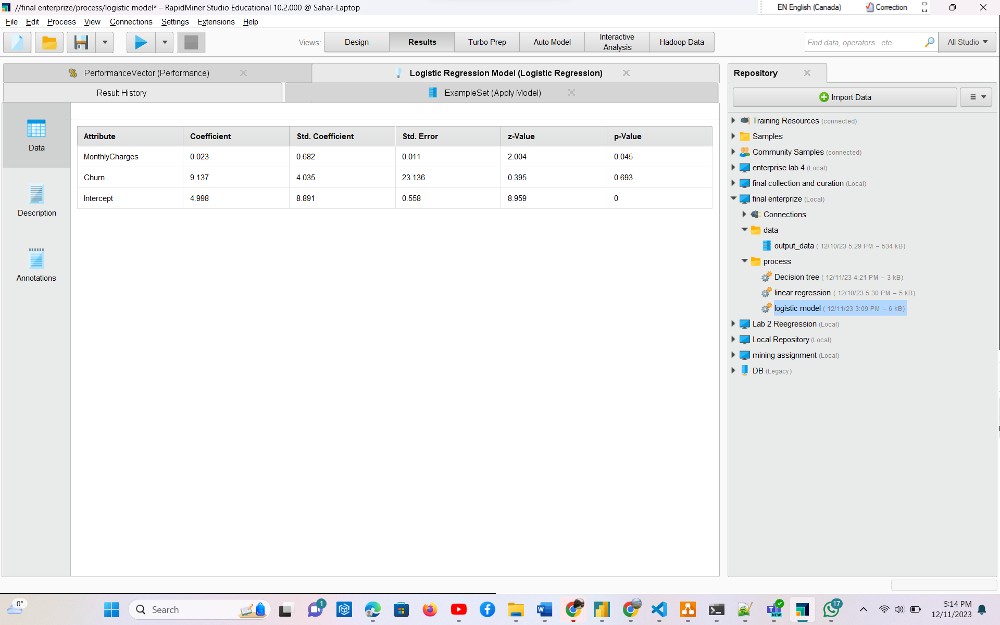 //final enterprize/process/logistic model* – RapidMiner Studio Educational 10.2.000 @ Sahar-Laptop
EN English (Canada) Correction
File Edit Process View Connections Settings Extensions Help
Views: Design Results Turbo Prep Auto Model Interactive Analysis Hadoop Data
Find data, operators...etc All Studio
PerformanceVector (Performance) Logistic Regression Model (Logistic Regression)
Result History ExampleSet (Apply Model)
Data
Description
Annotations
Attribute Coefficient Std. Coefficient Std. Error z-Value p-Value
MonthlyCharges 0.023 0.682 0.011 2.004 0.045
Churn 9.137 4.035 23.136 0.395 0.693
Intercept 4.998 8.891 0.558 8.959 0
Repository
Import Data
Training Resources (connected)
Samples
Community Samples (connected)
enterprise lab 4 (Local)
final collection and curation (Local)
final enterprize (Local)
Connections
data
output_data ( 12/10/23 5:29 PM – 534 kB)
process
Decision tree ( 12/11/23 4:21 PM – 3 kB)
linear regression ( 12/10/23 5:30 PM – 5 kB)
logistic model ( 12/11/23 3:09 PM – 6 kB)
Lab 2 Reegression (Local)
Local Repository (Local)
mining assignment (Local)
DB (Legacy)
0°
Search
1
NEW
17
5:14 PM
12/11/2023